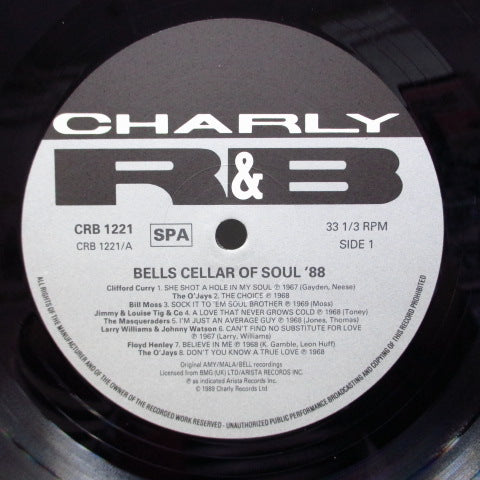 CHARLY
R&B
CRB 1221
CRB 1221/A
SPA
33 1/3 RPM
SIDE 1
BELLS CELLAR OF SOUL '88
Clifford Curry 1. SHE SHOT A HOLE IN MY SOUL ℗ 1967 (Gayden, Neese)
The O'Jays 2. THE CHOICE ℗ 1968
Bill Moss 3. SOCK IT TO 'EM SOUL BROTHER ℗ 1969 (Moss)
Jimmy & Louise Tig & Co 4. A LOVE THAT NEVER GROWS COLD ℗ 1968 (Toney)
The Masqueraders 5. I'M JUST AN AVERAGE GUY ℗ 1968 (Jones, Thomas)
Larry Williams & Johnny Watson 6. CAN'T FIND NO SUBSTITUTE FOR LOVE
℗ 1967 (Larry, Williams)
Floyd Henley 7. BELIEVE IN ME ℗ 1968 (K. Gamble, Leon Huff)
The O'Jays 8. DON'T YOU KNOW A TRUE LOVE ℗ 1968
Original AMY/MALA/BELL recordings
Licensed from BMG (UK) LTD/ARISTA RECORDS INC
℗ as indicated Arista Records Inc.
© 1989 Charly Records Ltd
ALL RIGHTS OF THE MANUFACTURER AND OF THE OWNER OF THE RECORDED WORK RESERVED - UNAUTHORIZED PUBLIC PERFORMANCE BROADCASTING AND COPYING OF THIS RECORD PROHIBITED